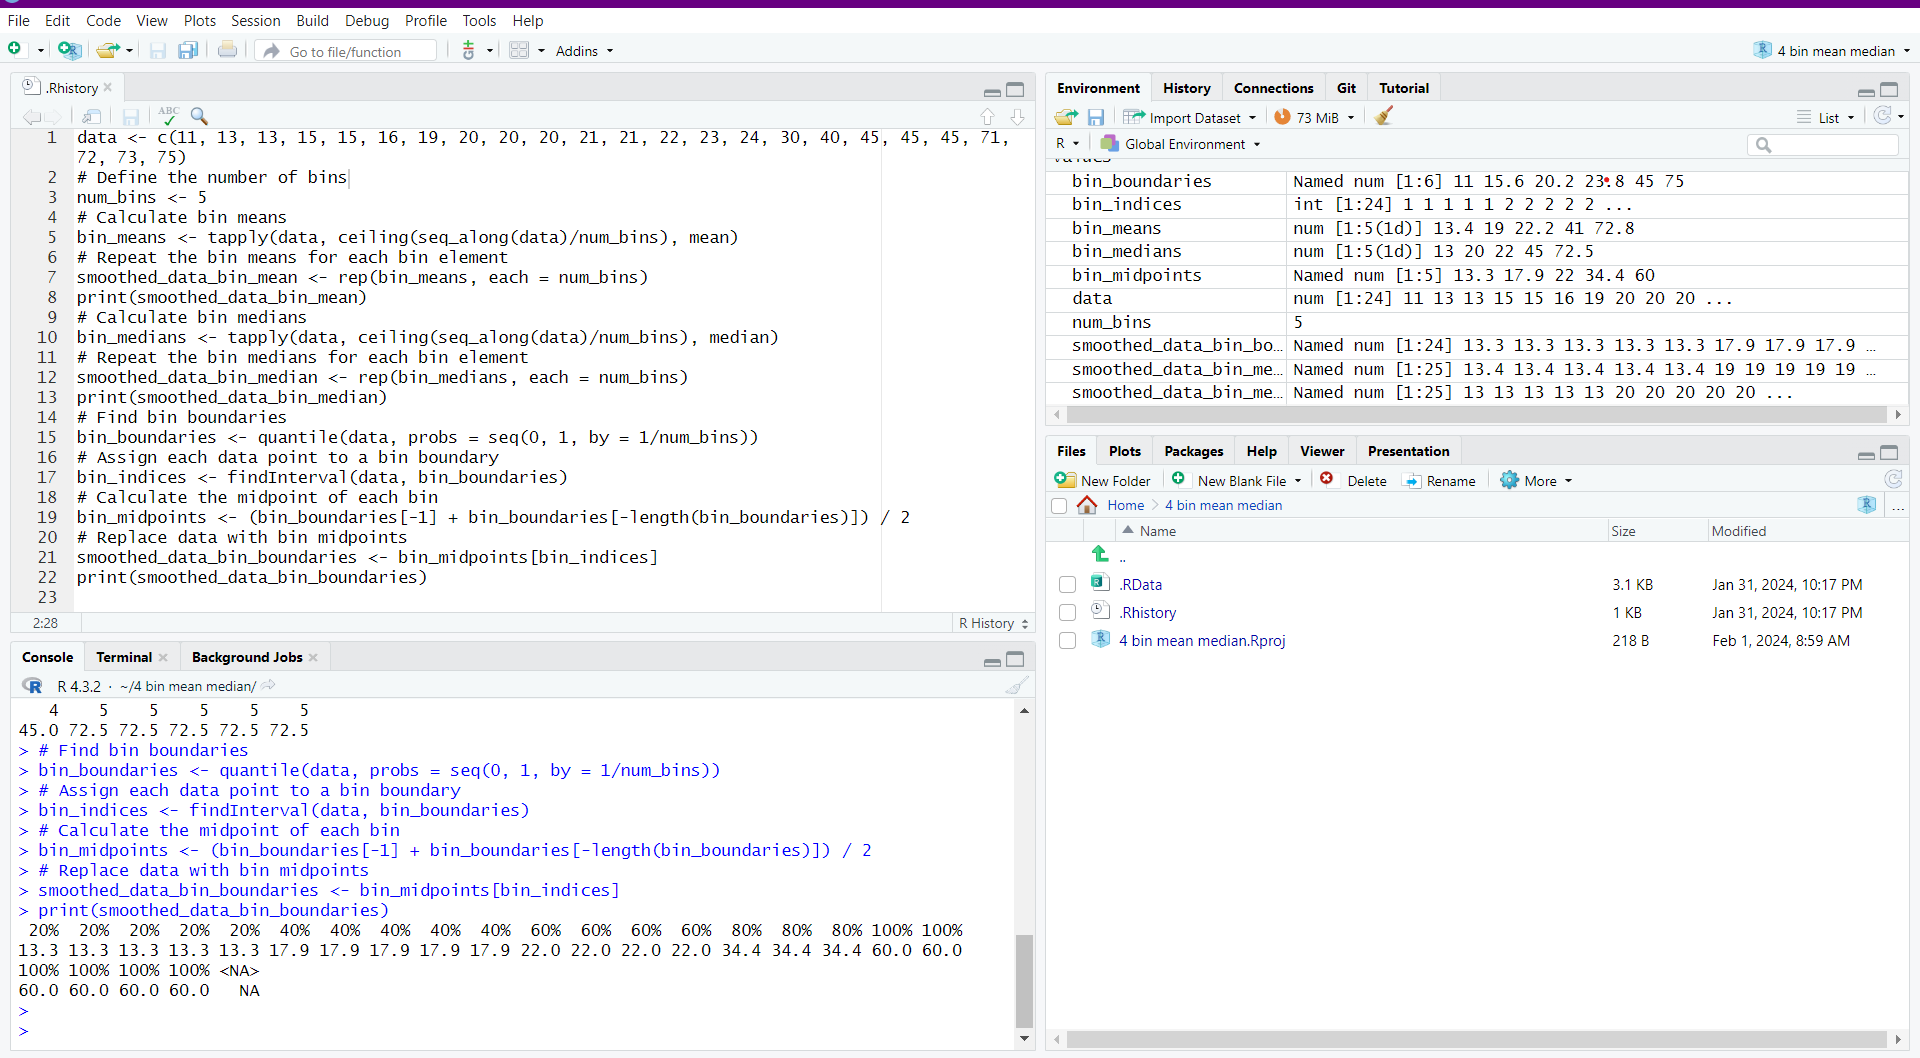 File Edit Code View Plots Session Build Debug Profile Tools Help
Go to file/function
Addins
4 bin mean median
.Rhistory
ABC
1 data <- c(11, 13, 13, 15, 15, 16, 19, 20, 20, 20, 21, 21, 22, 23, 24, 30, 40, 45, 45, 45, 71,
72, 73, 75)
2 # Define the number of bins
3 num_bins <- 5
4 # Calculate bin means
5 bin_means <- tapply(data, ceiling(seq_along(data)/num_bins), mean)
6 # Repeat the bin means for each bin element
7 smoothed_data_bin_mean <- rep(bin_means, each = num_bins)
8 print(smoothed_data_bin_mean)
9 # Calculate bin medians
10 bin_medians <- tapply(data, ceiling(seq_along(data)/num_bins), median)
11 # Repeat the bin medians for each bin element
12 smoothed_data_bin_median <- rep(bin_medians, each = num_bins)
13 print(smoothed_data_bin_median)
14 # Find bin boundaries
15 bin_boundaries <- quantile(data, probs = seq(0, 1, by = 1/num_bins))
16 # Assign each data point to a bin boundary
17 bin_indices <- findInterval(data, bin_boundaries)
18 # Calculate the midpoint of each bin
19 bin_midpoints <- (bin_boundaries[-1] + bin_boundaries[-length(bin_boundaries)]) / 2
20 # Replace data with bin midpoints
21 smoothed_data_bin_boundaries <- bin_midpoints[bin_indices]
22 print(smoothed_data_bin_boundaries)
23
2:28 R History
Console Terminal Background Jobs
R R 4.3.2 · ~/4 bin mean median/
4 5 5 5 5 5
45.0 72.5 72.5 72.5 72.5 72.5
> # Find bin boundaries
> bin_boundaries <- quantile(data, probs = seq(0, 1, by = 1/num_bins))
> # Assign each data point to a bin boundary
> bin_indices <- findInterval(data, bin_boundaries)
> # Calculate the midpoint of each bin
> bin_midpoints <- (bin_boundaries[-1] + bin_boundaries[-length(bin_boundaries)]) / 2
> # Replace data with bin midpoints
> smoothed_data_bin_boundaries <- bin_midpoints[bin_indices]
> print(smoothed_data_bin_boundaries)
20% 20% 20% 20% 20% 40% 40% 40% 40% 40% 60% 60% 60% 60% 80% 80% 80% 100% 100%
13.3 13.3 13.3 13.3 13.3 17.9 17.9 17.9 17.9 17.9 22.0 22.0 22.0 22.0 34.4 34.4 34.4 60.0 60.0
100% 100% 100% 100% <NA>
60.0 60.0 60.0 60.0 NA
>
>
Environment History Connections Git Tutorial
Import Dataset 73 MiB List
R Global Environment
values
bin_boundaries Named num [1:6] 11 15.6 20.2 23.8 45 75
bin_indices int [1:24] 1 1 1 1 1 2 2 2 2 2 ...
bin_means num [1:5(1d)] 13.4 19 22.2 41 72.8
bin_medians num [1:5(1d)] 13 20 22 45 72.5
bin_midpoints Named num [1:5] 13.3 17.9 22 34.4 60
data num [1:24] 11 13 13 15 15 16 19 20 20 20 ...
num_bins 5
smoothed_data_bin_bo… Named num [1:24] 13.3 13.3 13.3 13.3 13.3 17.9 17.9 17.9 …
smoothed_data_bin_me… Named num [1:25] 13.4 13.4 13.4 13.4 13.4 19 19 19 19 19 …
smoothed_data_bin_me… Named num [1:25] 13 13 13 13 13 20 20 20 20 20 ...
Files Plots Packages Help Viewer Presentation
New Folder New Blank File Delete Rename More
Home 4 bin mean median R ...
Name Size Modified
..
.RData 3.1 KB Jan 31, 2024, 10:17 PM
.Rhistory 1 KB Jan 31, 2024, 10:17 PM
4 bin mean median.Rproj 218 B Feb 1, 2024, 8:59 AM